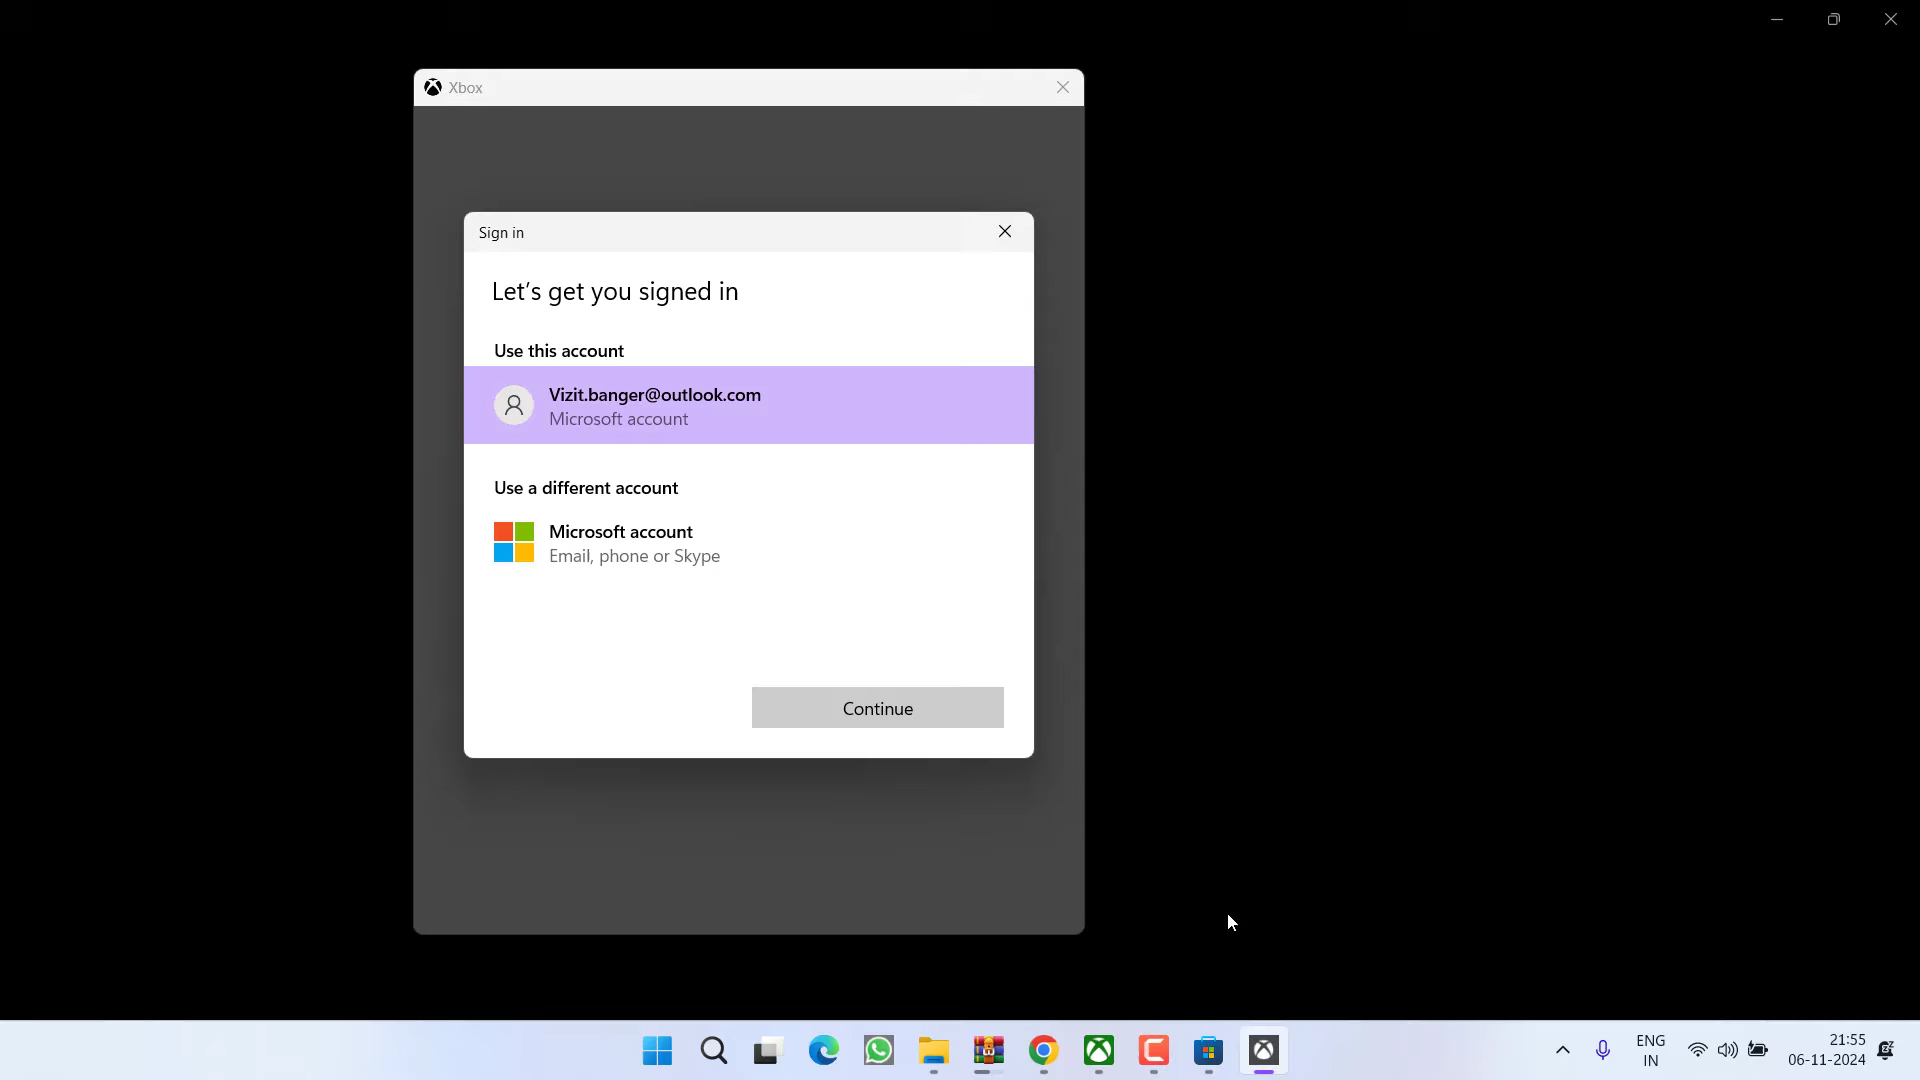 Xbox
Sign in
Let's get you signed in
Use this account
Vizit.banger@outlook.com
Microsoft account
Use a different account
Microsoft account
Email, phone or Skype
Continue
ENG
IN
21:55
06-11-2024